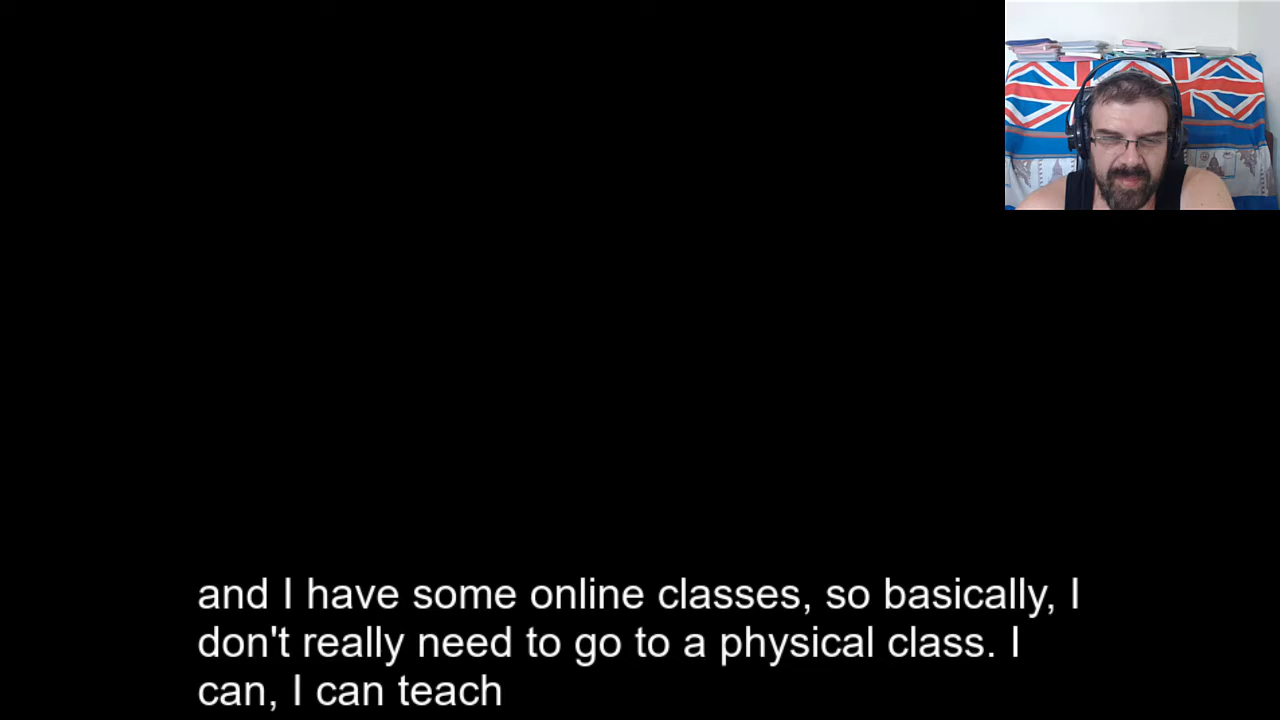 and I have some online classes, so basically, I
don't really need to go to a physical class. I
can, I can teach